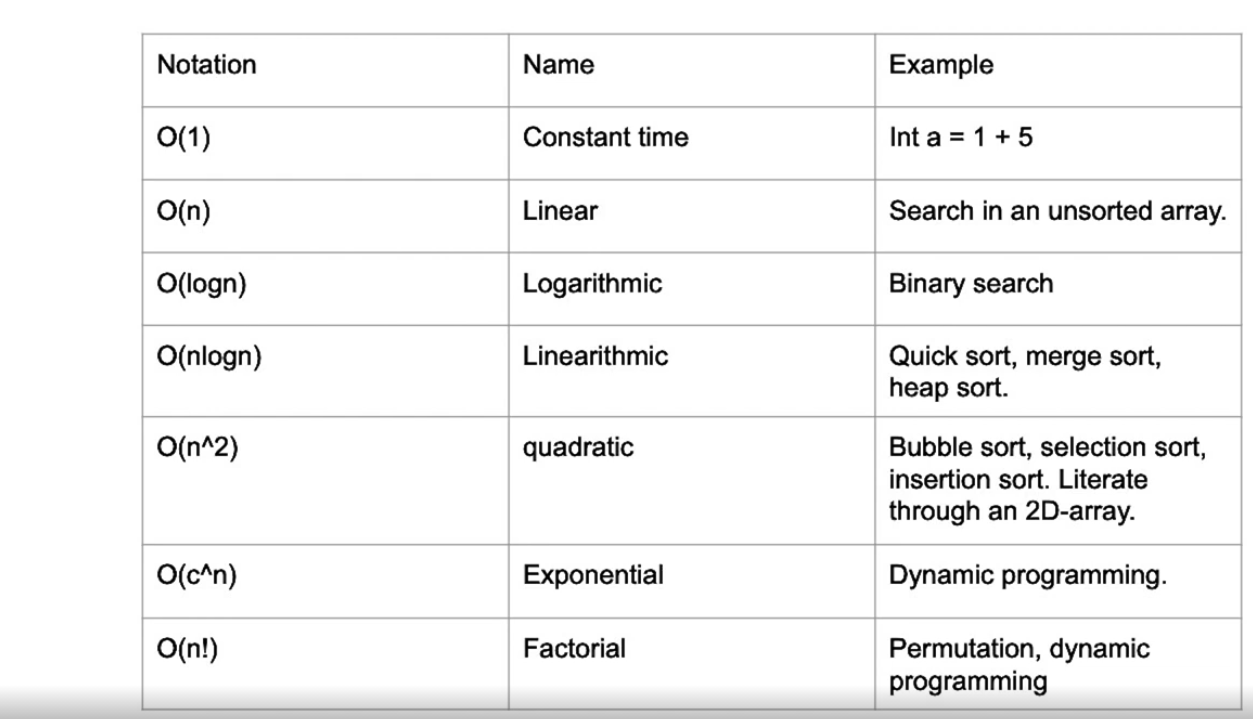 Notation Name Example
O(1) Constant time Int a = 1 + 5
O(n) Linear Search in an unsorted array.
O(logn) Logarithmic Binary search
O(nlogn) Linearithmic Quick sort, merge sort,
heap sort.
O(n^2) quadratic Bubble sort, selection sort,
insertion sort. Literate
through an 2D-array.
O(c^n) Exponential Dynamic programming.
O(n!) Factorial Permutation, dynamic
programming